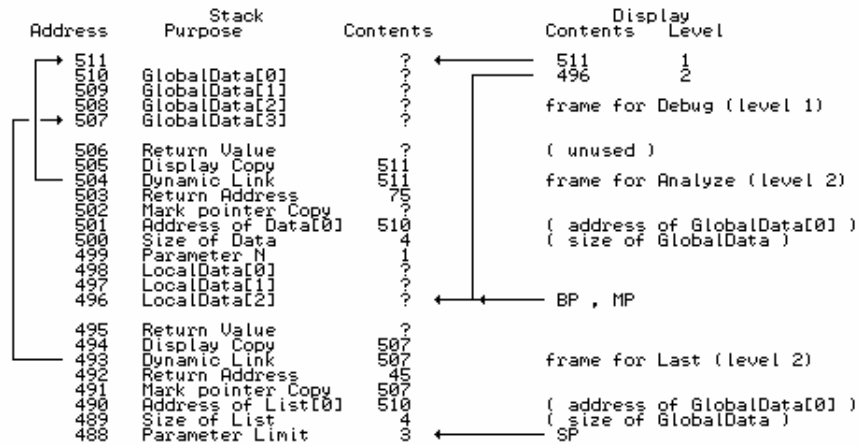 Stack Display
Address Purpose Contents Contents Level
511 ? 511 1
510 GlobalData[0] ? 496 2
509 GlobalData[1] ?
508 GlobalData[2] ? frame for Debug (level 1)
507 GlobalData[3] ?
506 Return Value ? ( unused )
505 Display Copy 511
504 Dynamic Link 511 frame for Analyze (level 2)
503 Return Address 75
502 Mark pointer Copy ?
501 Address of Data[0] 510 ( address of GlobalData[0] )
500 Size of Data 4 ( size of GlobalData )
499 Parameter N 1
498 LocalData[0] ?
497 LocalData[1] ?
496 LocalData[2] ? BP , MP
495 Return Value ?
494 Display Copy 507
493 Dynamic Link 507 frame for Last (level 2)
492 Return Address 45
491 Mark pointer Copy 507
490 Address of List[0] 510 ( address of GlobalData[0] )
489 Size of List 4 ( size of GlobalData )
488 Parameter Limit 3 SP